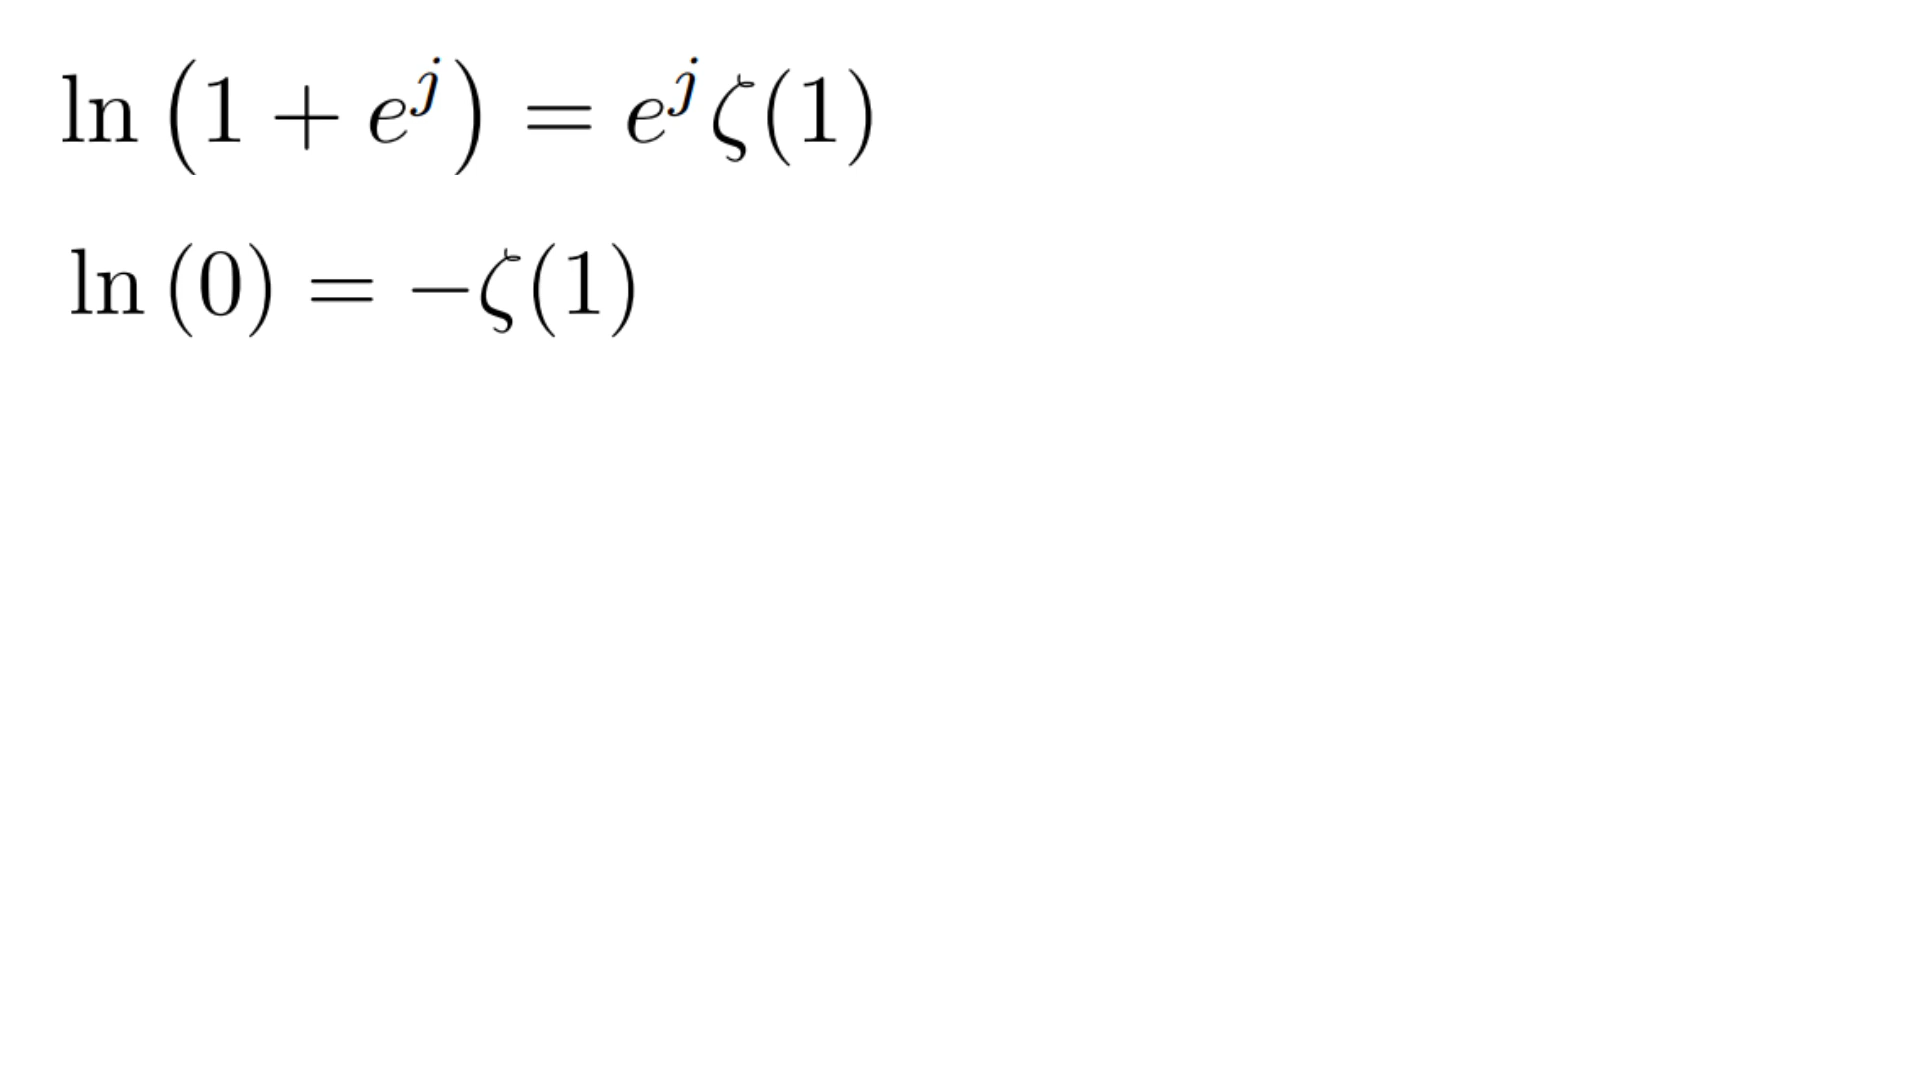 ln (1 + e^j) = e^j ζ(1)
ln (0) = −ζ(1)